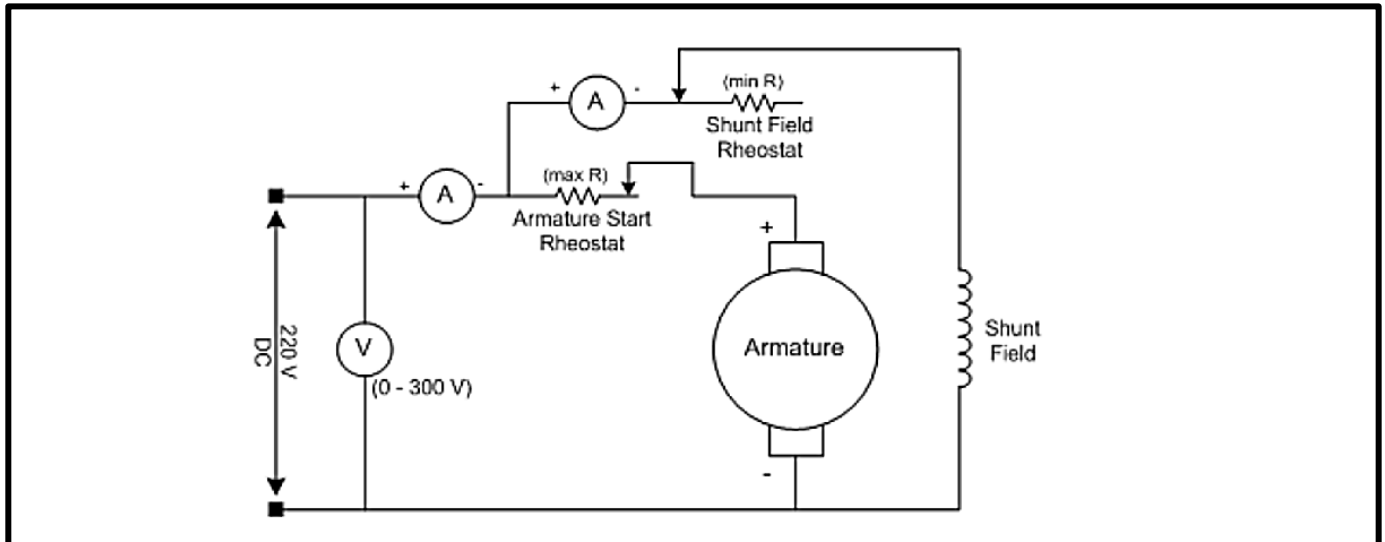 +
A
-
(min R)
Shunt Field
Rheostat
+
A
-
(max R)
Armature Start
Rheostat
+
220 V
DC
V
(0 - 300 V)
Armature
Shunt
Field
-